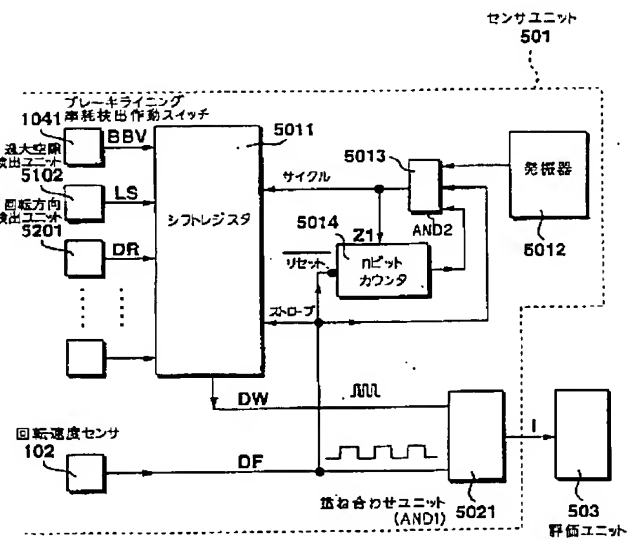 センサユニット
501
ブレーキライニング
摩耗検出作動スイッチ
1041
BBV
過大空隙
検出ユニット
5102
LS
回転方向
検出ユニット
5201
DR
5011
シフトレジスタ
サイクル
5013
AND2
発振器
5012
5014
Z1
リセット
nビット
カウンタ
ストローブ
DW
回転速度センサ
102
DF
重ね合わせユニット
(AND1)
5021
I
503
評価ユニット